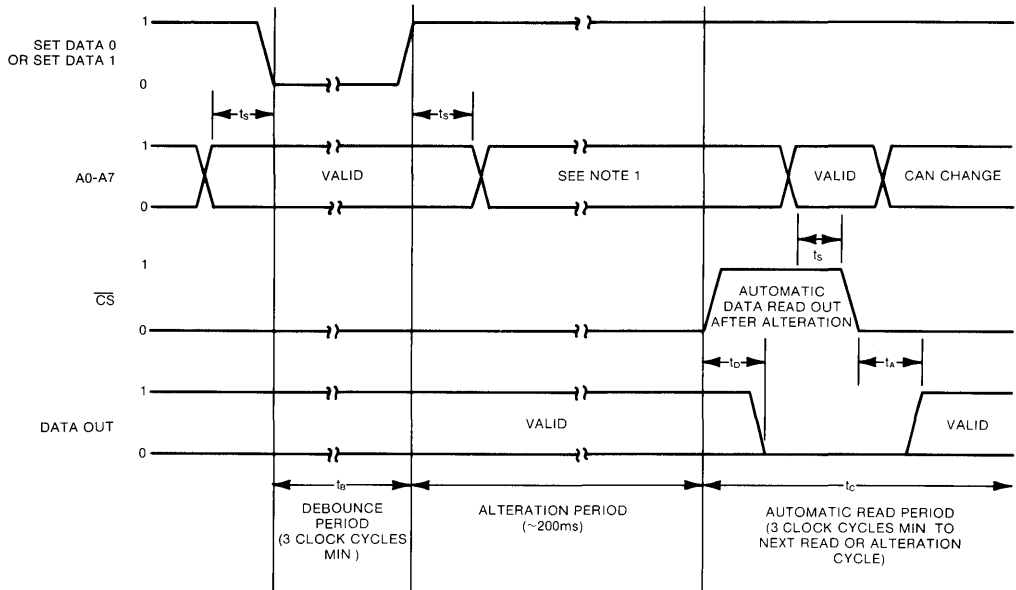 1
SET DATA 0
OR SET DATA 1
0
tS
tS
1
A0-A7
0
VALID
SEE NOTE 1
VALID
CAN CHANGE
tS
1
CS
0
AUTOMATIC
DATA READ OUT
AFTER ALTERATION
tD
tA
1
DATA OUT
0
VALID
VALID
tB
tC
DEBOUNCE
PERIOD
(3 CLOCK CYCLES
MIN )
ALTERATION PERIOD
(~200ms)
AUTOMATIC READ PERIOD
(3 CLOCK CYCLES MIN TO
NEXT READ OR ALTERATION
CYCLE)